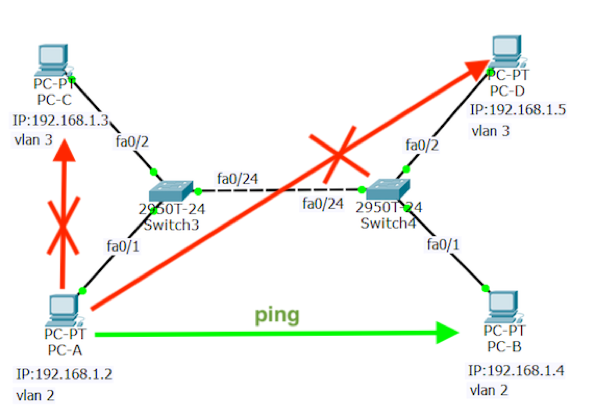 PC-PT
PC-C
IP:192.168.1.3
vlan 3
PC-PT
PC-D
IP:192.168.1.5
vlan 3
fa0/2
fa0/2
fa0/24
fa0/24
2950T-24
Switch3
2950T-24
Switch4
fa0/1
fa0/1
ping
PC-PT
PC-A
IP:192.168.1.2
vlan 2
PC-PT
PC-B
IP:192.168.1.4
vlan 2